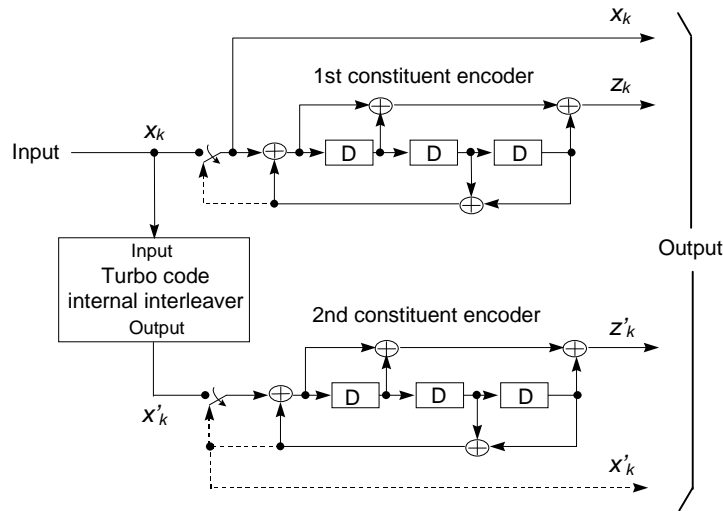 x_k
1st constituent encoder
z_k
x_k
Input
D D D
Output
Input
Turbo code
internal interleaver
Output
2nd constituent encoder
z'_k
D D D
x'_k
x'_k